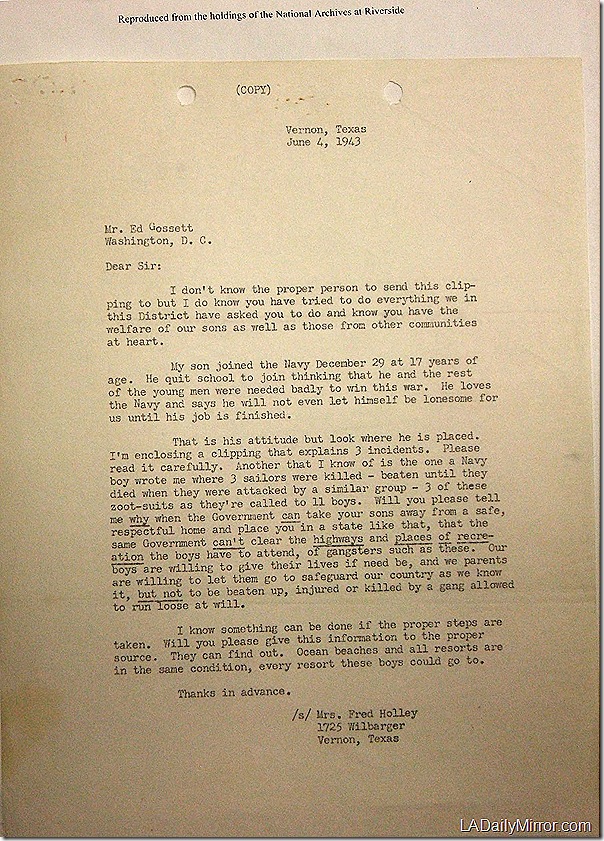 Reproduced from the holdings of the National Archives at Riverside
(COPY)
Vernon, Texas
June 4, 1943
Mr. Ed Gossett
Washington, D. C.
Dear Sir:
I don't know the proper person to send this clip-
ping to but I do know you have tried to do everything we in
this District have asked you to do and know you have the
welfare of our sons as well as those from other communities
at heart.
My son joined the Navy December 29 at 17 years of
age. He quit school to join thinking that he and the rest
of the young men were needed badly to win this war. He loves
the Navy and says he will not even let himself be lonesome for
us until his job is finished.
That is his attitude but look where he is placed.
I'm enclosing a clipping that explains 3 incidents. Please
read it carefully. Another that I know of is the one a Navy
boy wrote me where 3 sailors were killed - beaten until they
died when they were attacked by a similar group - 3 of these
zoot-suits as they're called to 11 boys. Will you please tell
me why when the Government can take your sons away from a safe,
respectful home and place you in a state like that, that the
same Government can't clear the highways and places of recre-
ation the boys have to attend, of gangsters such as these. Our
boys are willing to give their lives if need be, and we parents
are willing to let them go to safeguard our country as we know
it, but not to be beaten up, injured or killed by a gang allowed
to run loose at will.
I know something can be done if the proper steps are
taken. Will you please give this information to the proper
source. They can find out. Ocean beaches and all resorts are
in the same condition, every resort these boys could go to.
Thanks in advance.
/s/ Mrs. Fred Holley
1725 Wilbarger
Vernon, Texas
LADailyMirror.com